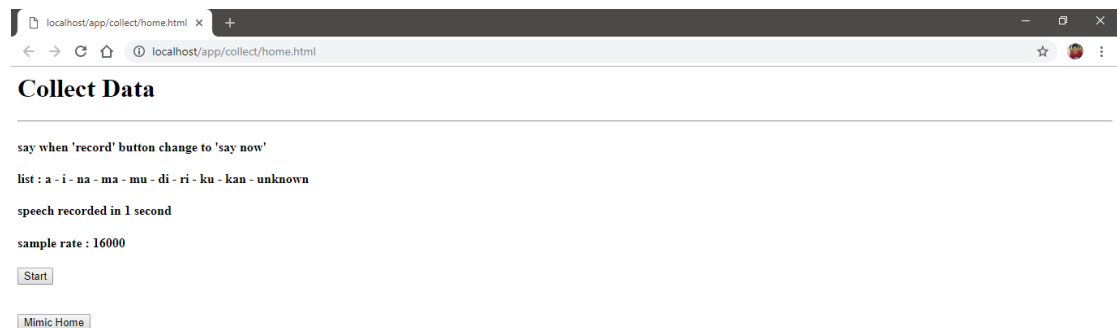 localhost/app/collect/home.html
localhost/app/collect/home.html
Collect Data
say when 'record' button change to 'say now'
list : a - i - na - ma - mu - di - ri - ku - kan - unknown
speech recorded in 1 second
sample rate : 16000
Start
Mimic Home